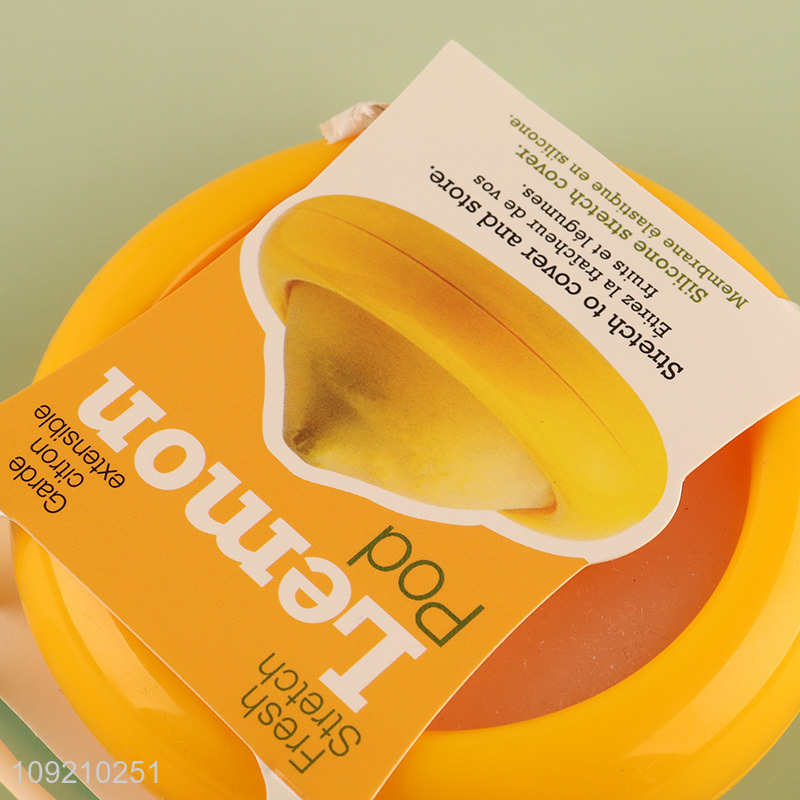 Fresh
Stretch
Lemon
Pod
Garde
citron
extensible
Stretch to cover and store.
Étirez la fraîcheur de vos
fruits et légumes.
Silicone stretch cover.
Membrane élastique en silicone.
109210251